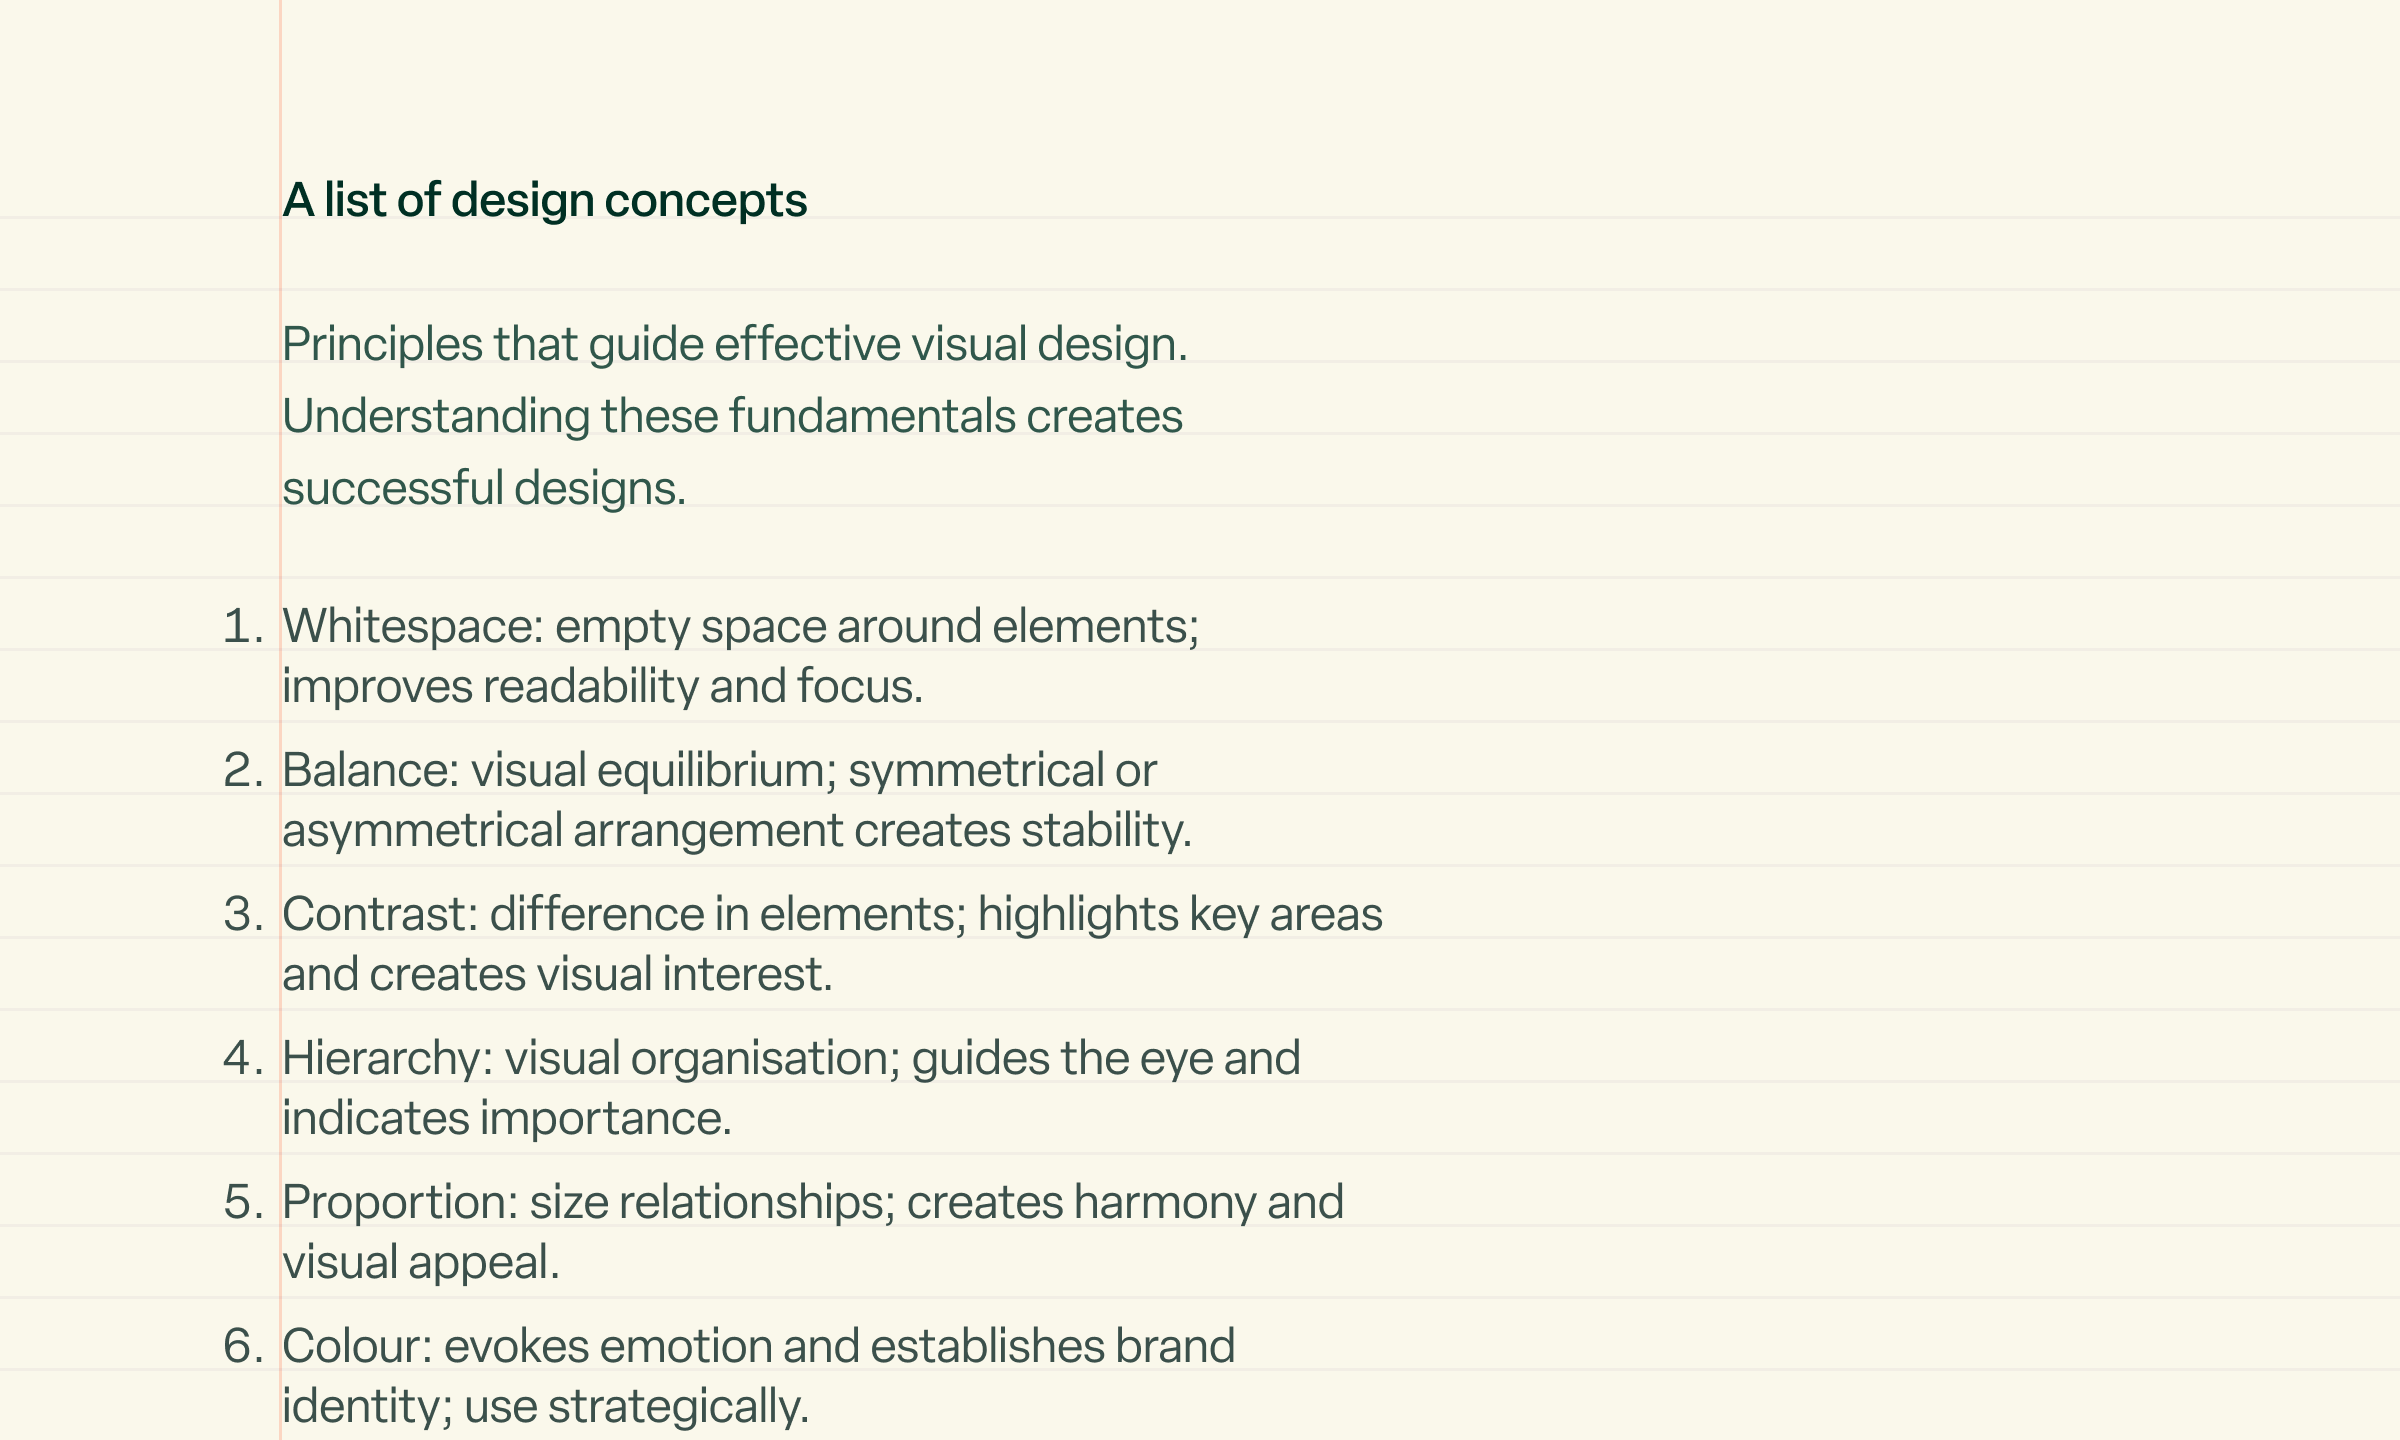 A list of design concepts
Principles that guide effective visual design.
Understanding these fundamentals creates
successful designs.
1. Whitespace: empty space around elements;
improves readability and focus.
2. Balance: visual equilibrium; symmetrical or
asymmetrical arrangement creates stability.
3. Contrast: difference in elements; highlights key areas
and creates visual interest.
4. Hierarchy: visual organisation; guides the eye and
indicates importance.
5. Proportion: size relationships; creates harmony and
visual appeal.
6. Colour: evokes emotion and establishes brand
identity; use strategically.